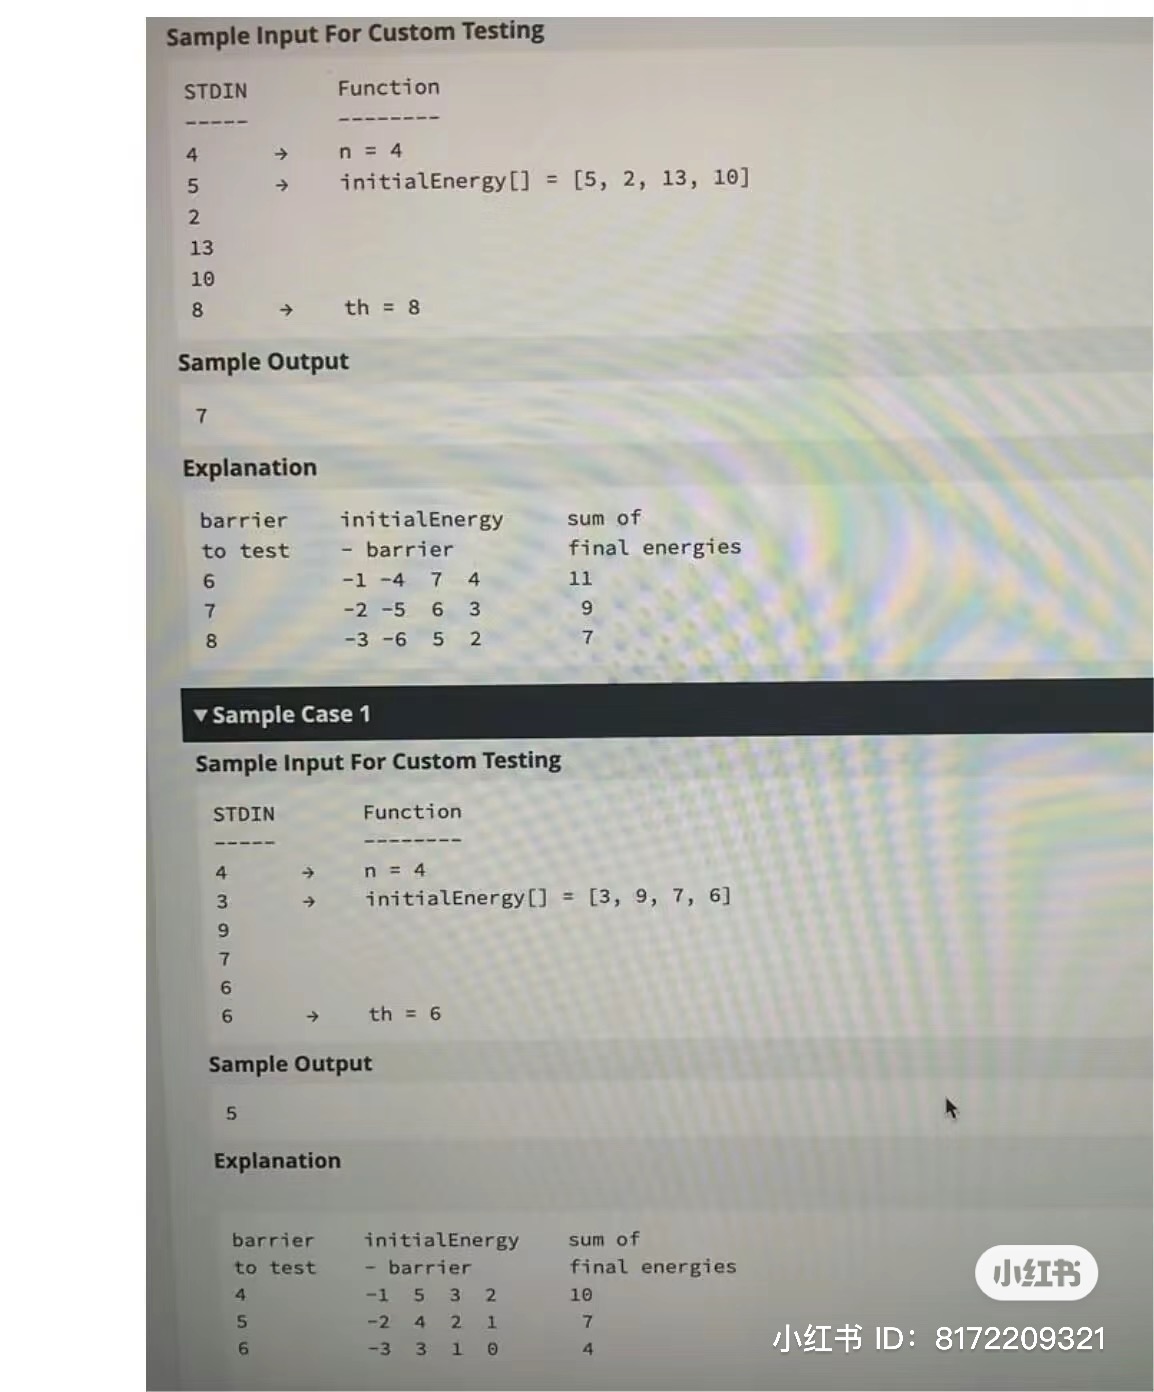 Sample Input For Custom Testing
STDIN Function
----- --------
4 → n = 4
5 → initialEnergy[] = [5, 2, 13, 10]
2
13
10
8 → th = 8
Sample Output
7
Explanation
barrier initialEnergy sum of
to test - barrier final energies
6 -1 -4 7 4 11
7 -2 -5 6 3 9
8 -3 -6 5 2 7
▼ Sample Case 1
Sample Input For Custom Testing
STDIN Function
----- --------
4 → n = 4
3 → initialEnergy[] = [3, 9, 7, 6]
9
7
6
6 → th = 6
Sample Output
5
Explanation
barrier initialEnergy sum of
to test - barrier final energies
4 -1 5 3 2 10
5 -2 4 2 1 7
6 -3 3 1 0 4
小红书
小红书 ID: 8172209321